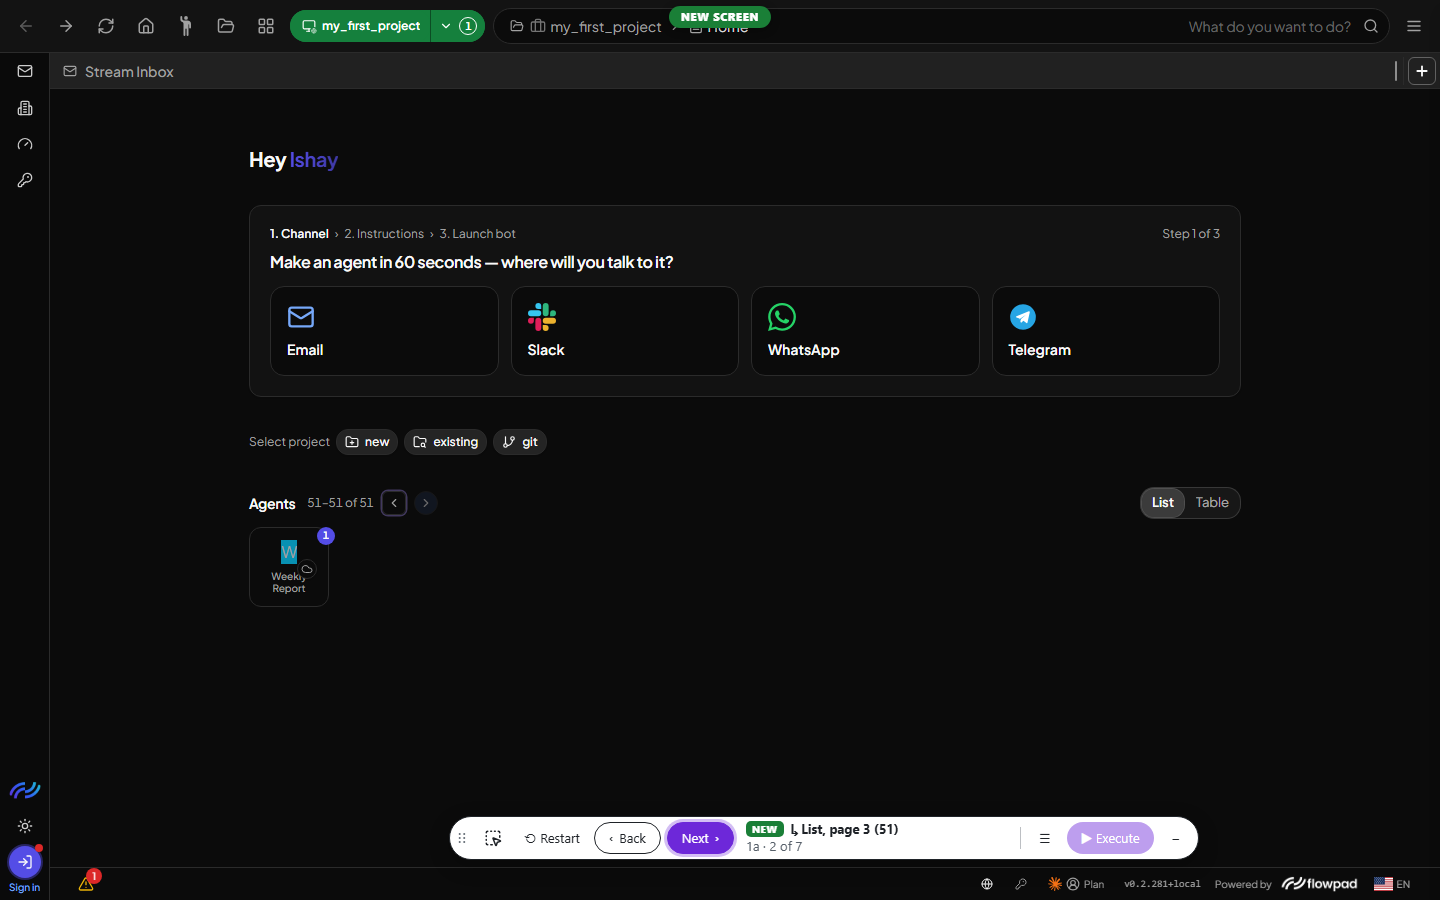 my_first_project
1
my_first_project
NEW SCREEN
Home
What do you want to do?
Stream Inbox
Hey Ishay
1. Channel › 2. Instructions › 3. Launch bot
Step 1 of 3
Make an agent in 60 seconds — where will you talk to it?
Email
Slack
WhatsApp
Telegram
Select project
new
existing
git
Agents
51–51 of 51
List
Table
1
W
Weekly
Report
Restart
‹ Back
Next ›
NEW
List, page 3 (51)
1a · 2 of 7
Execute
Sign in
1
Plan
v0.2.281+local
Powered by
flowpad
EN